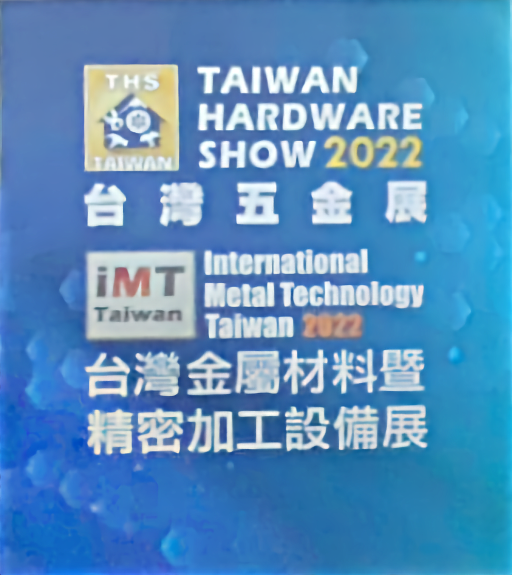 THS
TAIWAN
TAIWAN
HARDWARE
SHOW 2022
台灣五金展
iMT
Taiwan
International
Metal Technology
Taiwan 2022
台灣金屬材料暨
精密加工設備展